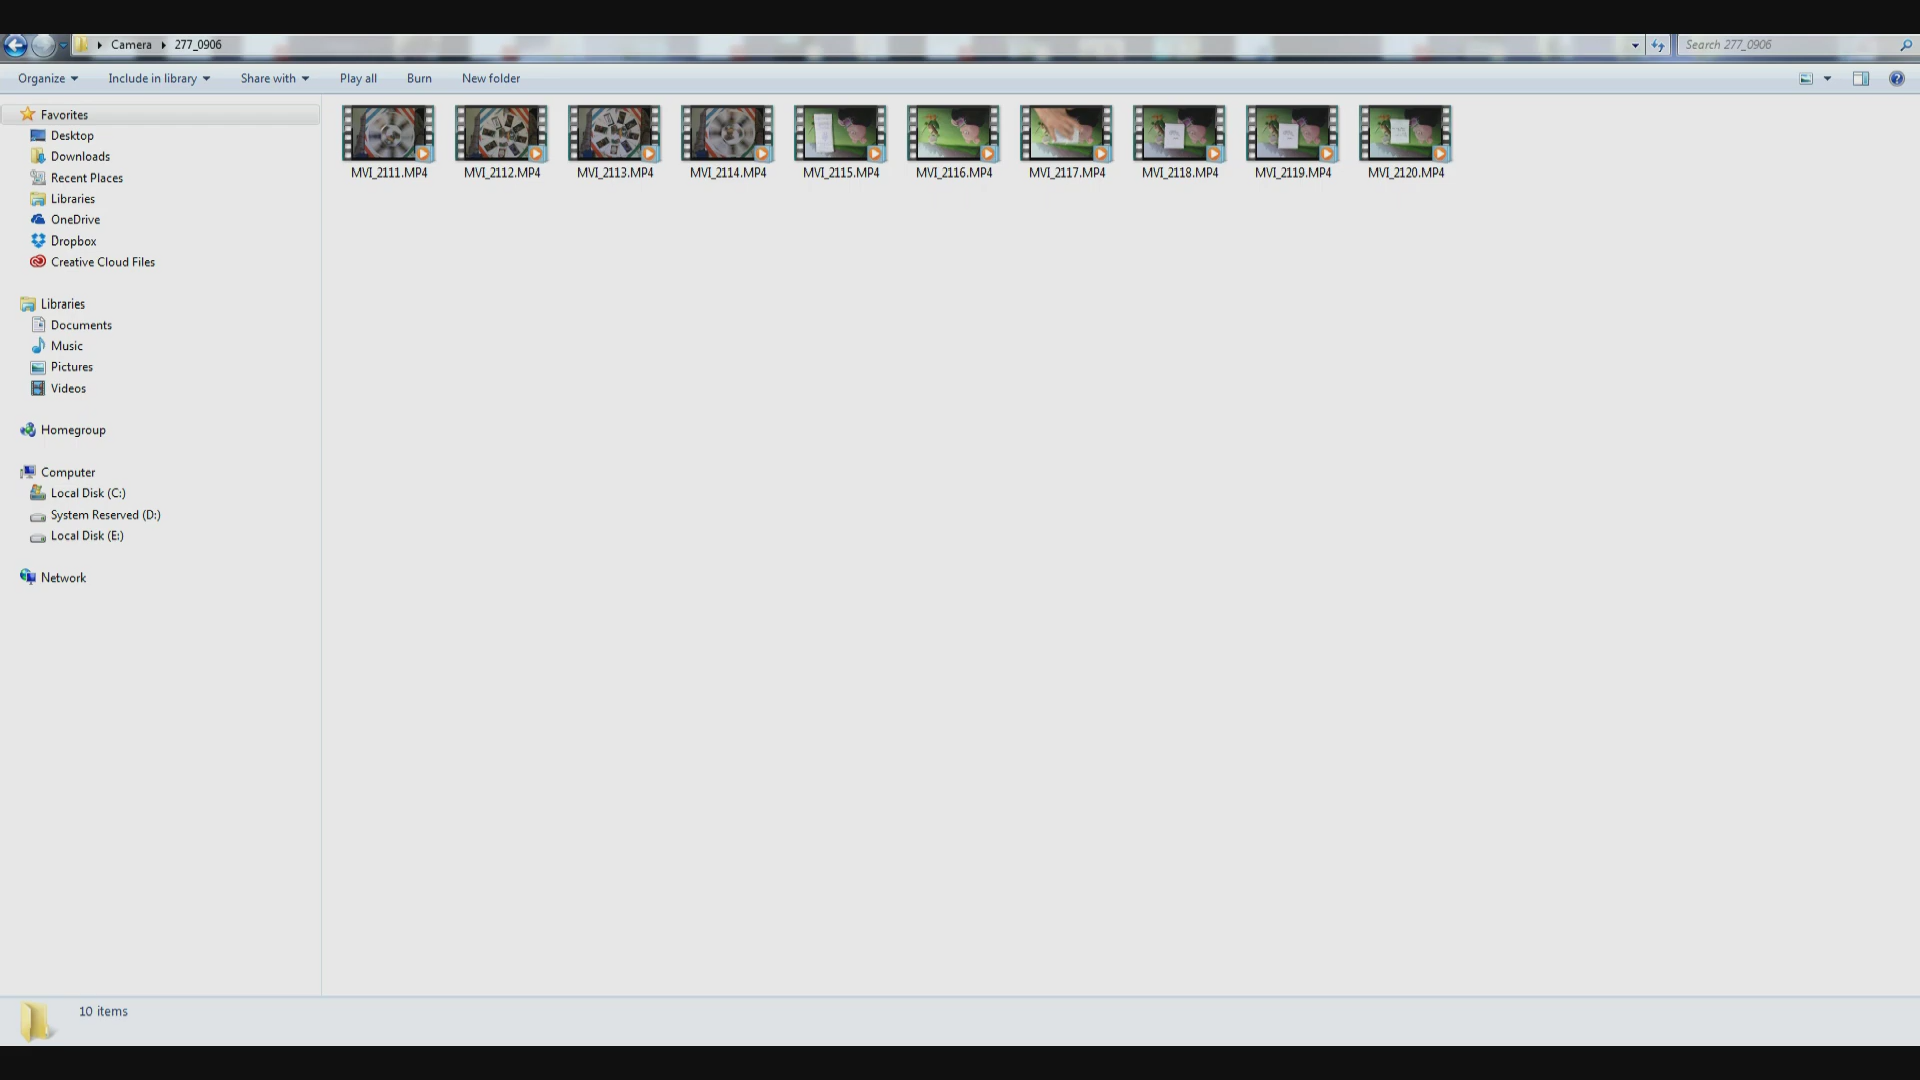 Camera 277_0906 Search 277_0906
Organize Include in library Share with Play all Burn New folder
Favorites
Desktop
Downloads
Recent Places
Libraries
OneDrive
Dropbox
Creative Cloud Files
Libraries
Documents
Music
Pictures
Videos
Homegroup
Computer
Local Disk (C:)
System Reserved (D:)
Local Disk (E:)
Network
MVI_2111.MP4 MVI_2112.MP4 MVI_2113.MP4 MVI_2114.MP4 MVI_2115.MP4 MVI_2116.MP4 MVI_2117.MP4 MVI_2118.MP4 MVI_2119.MP4 MVI_2120.MP4
10 items